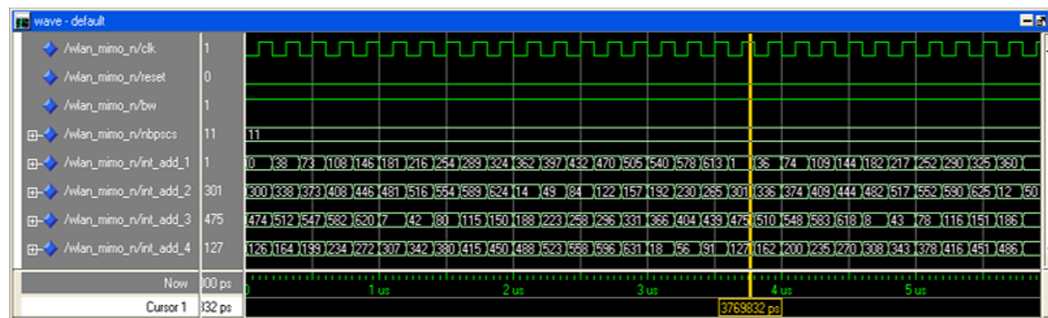 wave - default
/wlan_mimo_n/clk 1
/wlan_mimo_n/reset 0
/wlan_mimo_n/bw 1
/wlan_mimo_n/nbpscs 11 11
/wlan_mimo_n/int_add_1 1 0 38 73 108 146 181 216 254 289 324 362 397 432 470 505 540 578 613 1 36 74 109 144 182 217 252 290 325 360
/wlan_mimo_n/int_add_2 301 300 338 373 408 446 481 516 554 589 624 14 49 84 122 157 192 230 265 301 336 374 409 444 482 517 552 590 625 12 50
/wlan_mimo_n/int_add_3 475 474 512 547 582 620 7 42 80 115 150 188 223 258 296 331 366 404 439 475 510 548 583 618 8 43 78 116 151 186
/wlan_mimo_n/int_add_4 127 126 164 199 234 272 307 342 380 415 450 488 523 558 596 631 18 56 91 127 162 200 235 270 308 343 378 416 451 486
Now 000 ps 1 us 2 us 3 us 4 us 5 us
Cursor 1 832 ps 3769832 ps